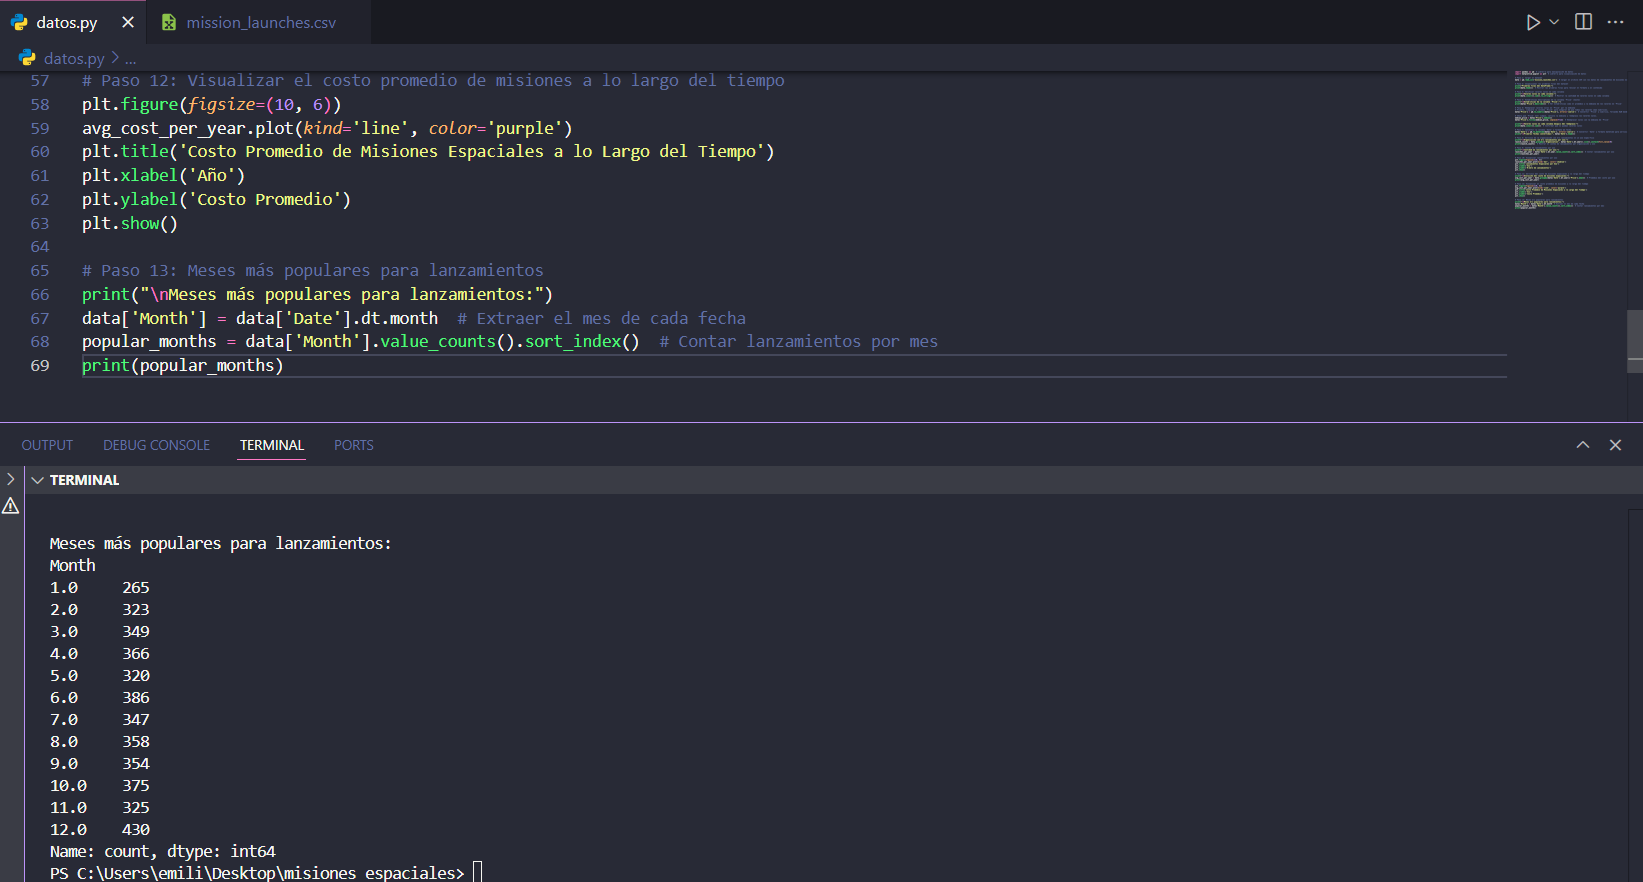 datos.py
mission_launches.csv
datos.py > ...
57 # Paso 12: Visualizar el costo promedio de misiones a lo largo del tiempo
58 plt.figure(figsize=(10, 6))
59 avg_cost_per_year.plot(kind='line', color='purple')
60 plt.title('Costo Promedio de Misiones Espaciales a lo Largo del Tiempo')
61 plt.xlabel('Año')
62 plt.ylabel('Costo Promedio')
63 plt.show()
64
65 # Paso 13: Meses más populares para lanzamientos
66 print("\nMeses más populares para lanzamientos:")
67 data['Month'] = data['Date'].dt.month  # Extraer el mes de cada fecha
68 popular_months = data['Month'].value_counts().sort_index()  # Contar lanzamientos por mes
69 print(popular_months)
OUTPUT DEBUG CONSOLE TERMINAL PORTS
TERMINAL
Meses más populares para lanzamientos:
Month
1.0     265
2.0     323
3.0     349
4.0     366
5.0     320
6.0     386
7.0     347
8.0     358
9.0     354
10.0    375
11.0    325
12.0    430
Name: count, dtype: int64
PS C:\Users\emili\Desktop\misiones espaciales>